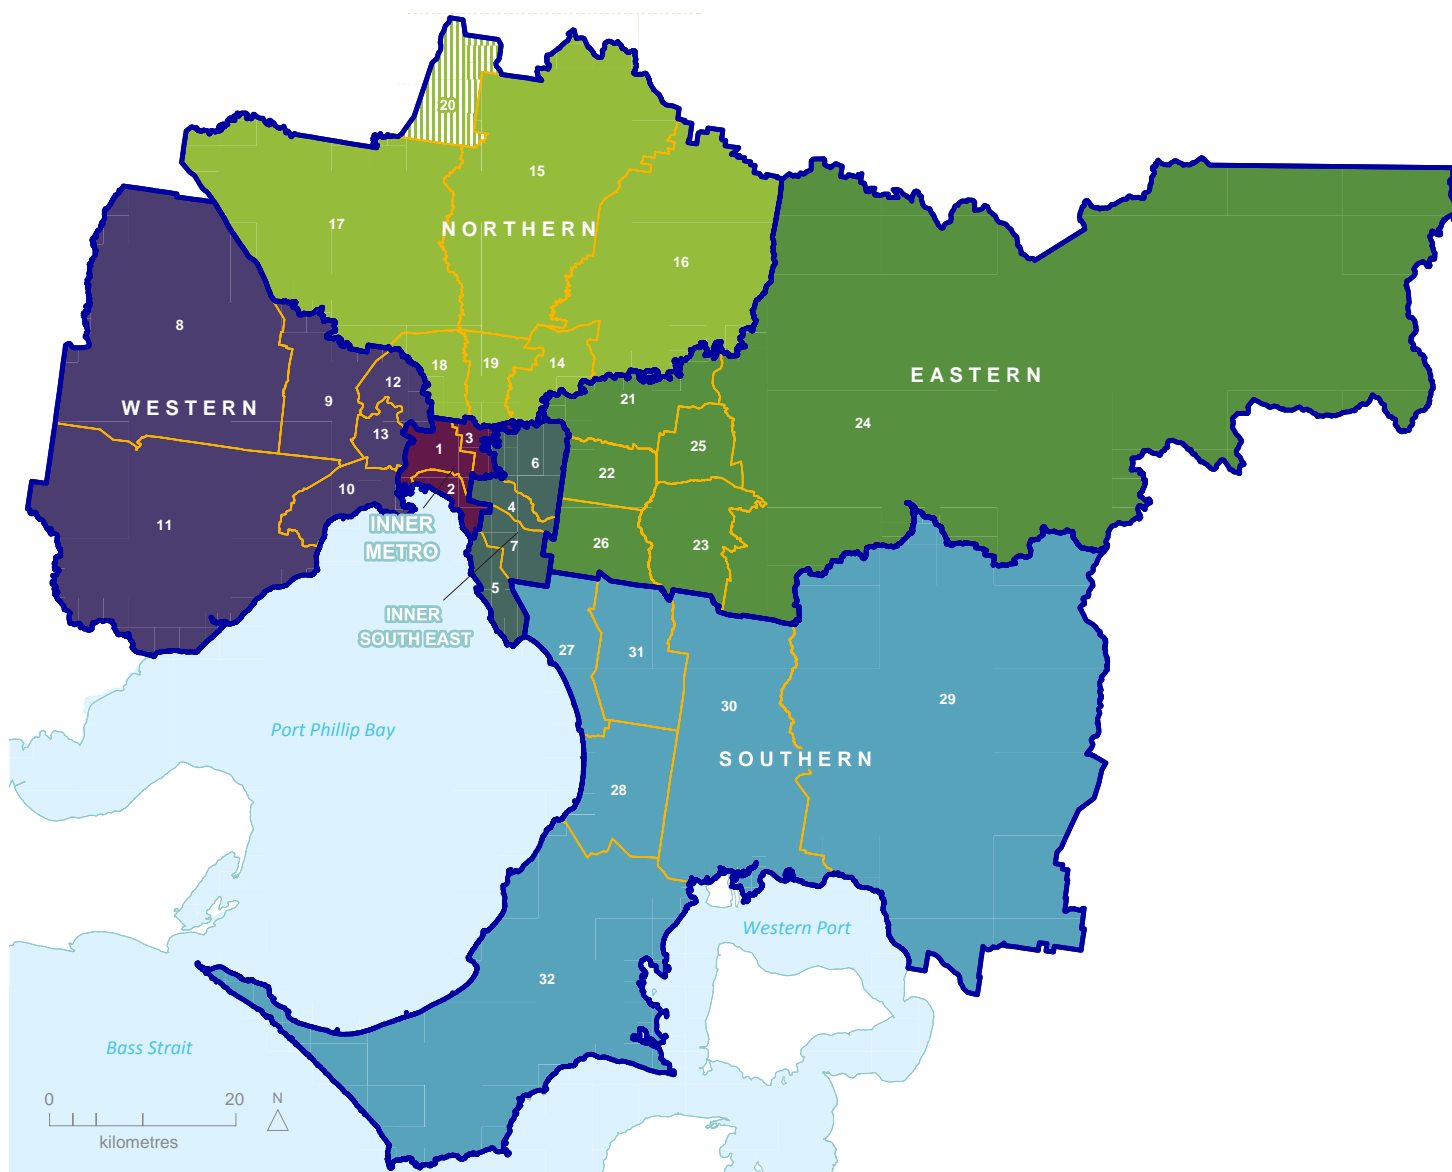 20
15
17
NORTHERN
16
8
18
19
14
EASTERN
12
9
WESTERN
21
24
13
1
3
25
6
22
10
2
4
11
INNER
METRO
7
26
23
5
INNER
SOUTH EAST
27
31
29
30
Port Phillip Bay
SOUTHERN
28
Western Port
32
Bass Strait
0
20
N
kilometres